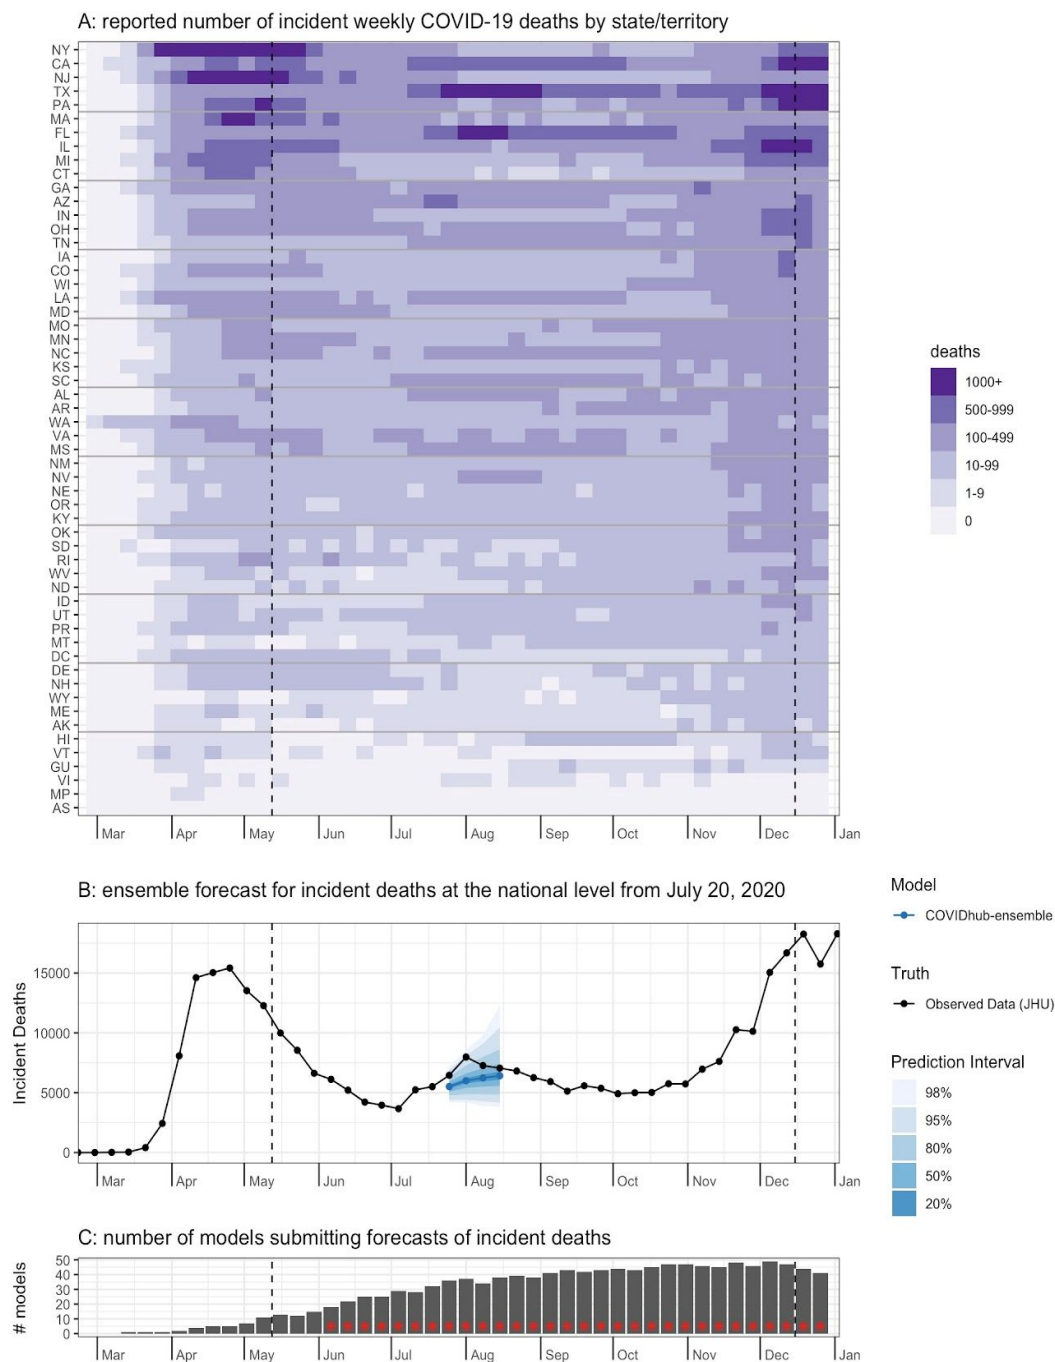 A: reported number of incident weekly COVID-19 deaths by state/territory
NY
CA
NJ
TX
PA
MA
FL
IL
MI
CT
GA
AZ
IN
OH
TN
IA
CO
WI
LA
MD
MO
MN
NC
KS
SC
AL
AR
WA
VA
MS
NM
NV
NE
OR
KY
OK
SD
RI
WV
ND
ID
UT
PR
MT
DC
DE
NH
WY
ME
AK
HI
VT
GU
VI
MP
AS
Mar Apr May Jun Jul Aug Sep Oct Nov Dec Jan
deaths
1000+
500-999
100-499
10-99
1-9
0
B: ensemble forecast for incident deaths at the national level from July 20, 2020
Incident Deaths
15000
10000
5000
0
Mar Apr May Jun Jul Aug Sep Oct Nov Dec Jan
Model
COVIDhub-ensemble
Truth
Observed Data (JHU)
Prediction Interval
98%
95%
80%
50%
20%
C: number of models submitting forecasts of incident deaths
# models
50
40
30
20
10
0
Mar Apr May Jun Jul Aug Sep Oct Nov Dec Jan